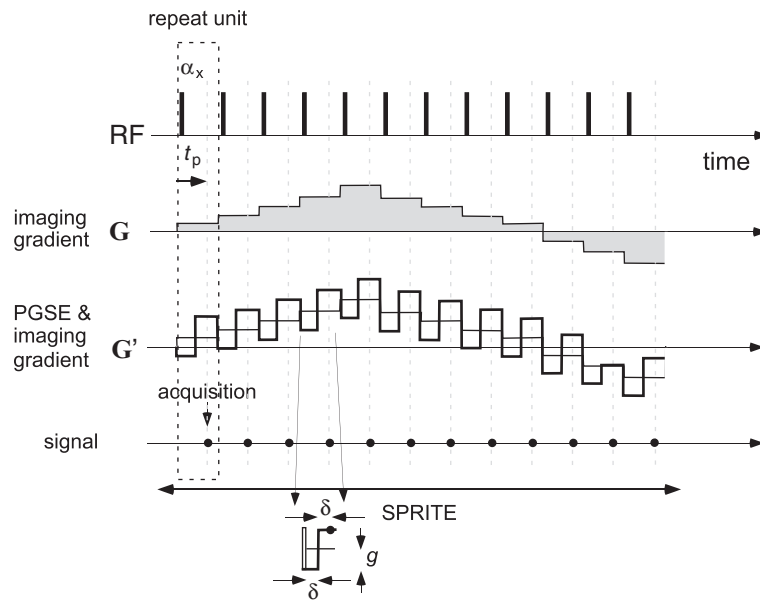 repeat unit
αx
RF
tp
time
imaging
gradient
G
PGSE &
imaging
gradient
G’
acquisition
signal
δ
SPRITE
g
δ